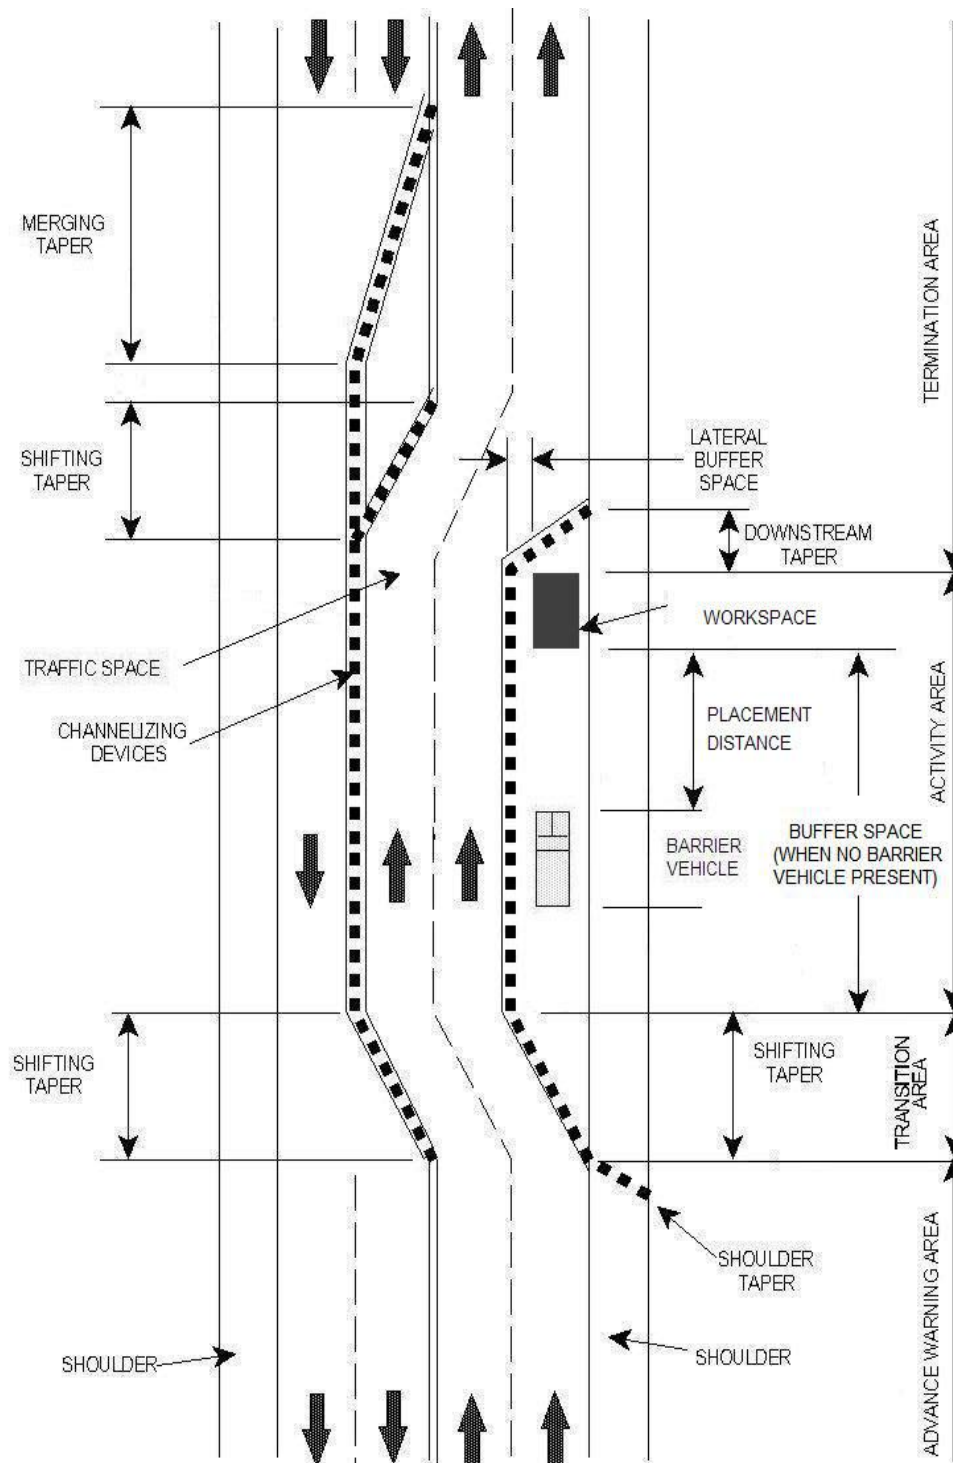 MERGING
TAPER
TERMINATION AREA
SHIFTING
TAPER
LATERAL
BUFFER
SPACE
DOWNSTREAM
TAPER
WORKSPACE
TRAFFIC SPACE
CHANNELIZING
DEVICES
PLACEMENT
DISTANCE
ACTIVITY AREA
BARRIER
VEHICLE
BUFFER SPACE
(WHEN NO BARRIER
VEHICLE PRESENT)
SHIFTING
TAPER
SHIFTING
TAPER
TRANSITION
AREA
SHOULDER
TAPER
ADVANCE WARNING AREA
SHOULDER
SHOULDER